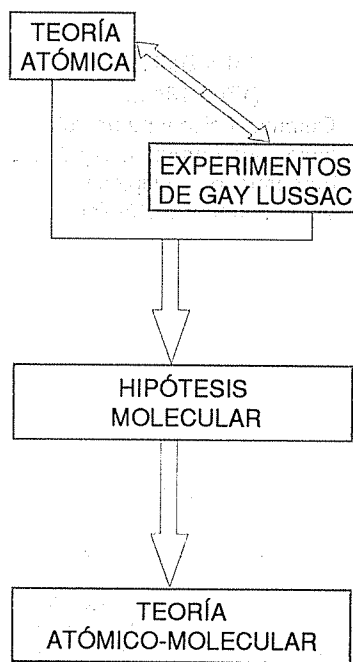 TEORÍA
ATÓMICA
EXPERIMENTOS
DE GAY LUSSAC
HIPÓTESIS
MOLECULAR
TEORÍA
ATÓMICO-MOLECULAR